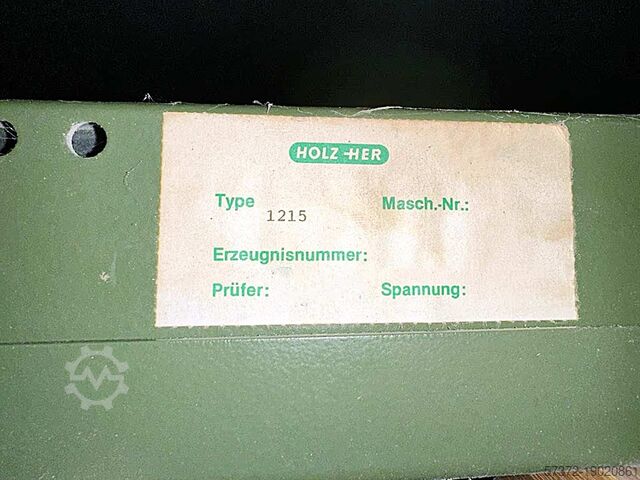 HOLZ-HER
Type 1215 Masch.-Nr.:
Erzeugnisnummer:
Prüfer: Spannung:
57372-19020861